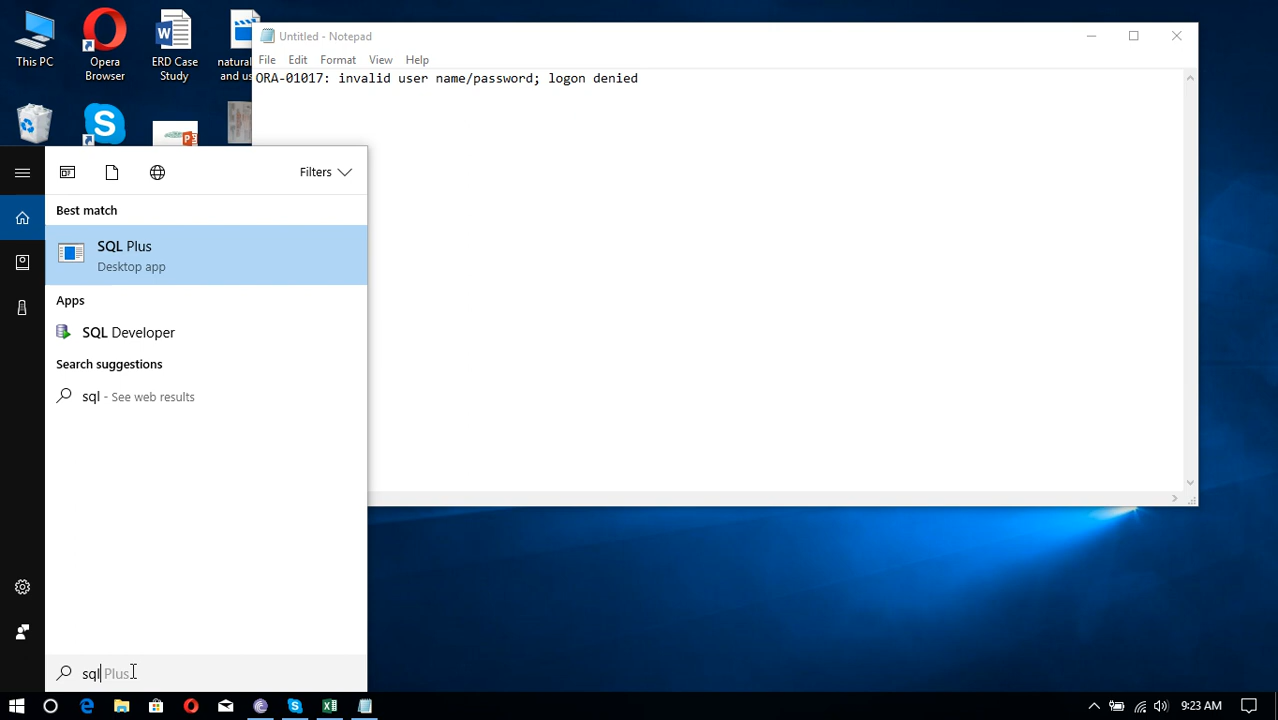 This PC
Opera
Browser
ERD Case
Study
natural
and us
Untitled - Notepad
File Edit Format View Help
ORA-01017: invalid user name/password; logon denied
Filters
Best match
SQL Plus
Desktop app
Apps
SQL Developer
Search suggestions
sql - See web results
sql Plus
9:23 AM